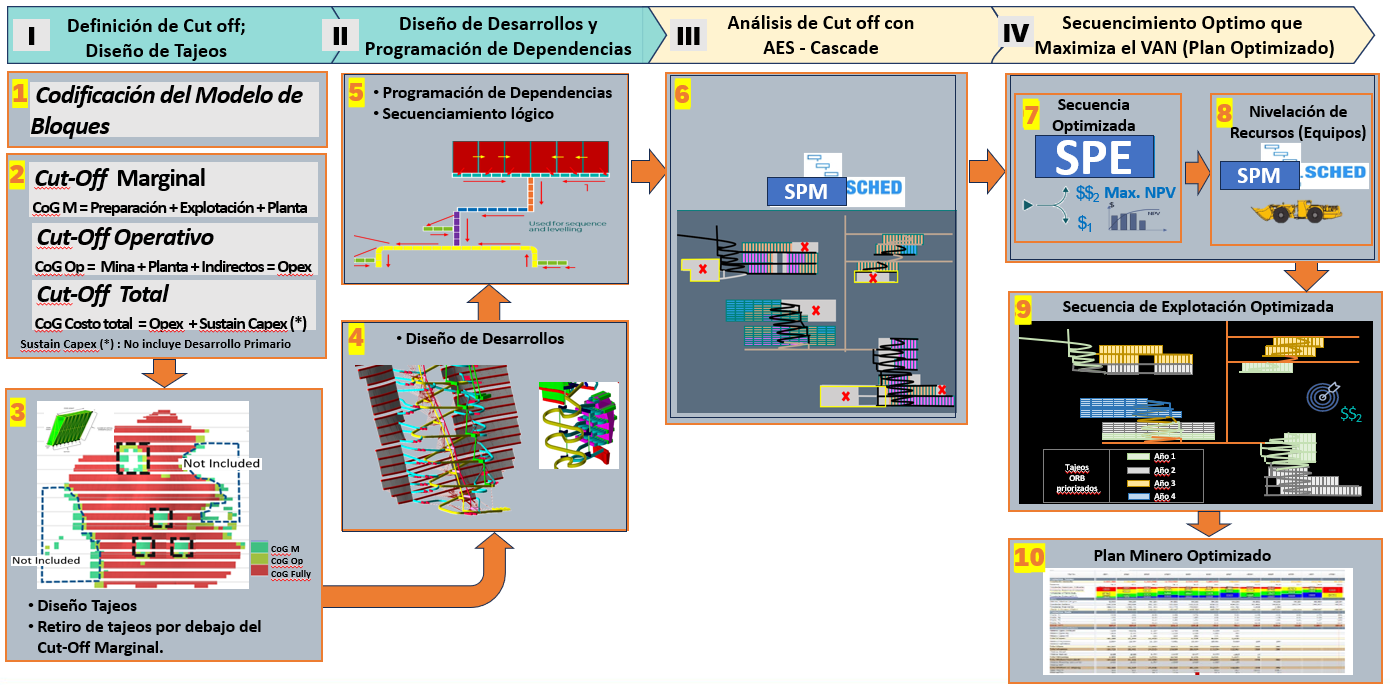 I
Definición de Cut off;
Diseño de Tajeos
II
Diseño de Desarrollos y
Programación de Dependencias
III
Análisis de Cut off con
AES - Cascade
IV
Secuencimiento Optimo que
Maximiza el VAN (Plan Optimizado)
1
Codificación del Modelo de
Bloques
2
Cut-Off Marginal
CoG M = Preparación + Explotación + Planta
Cut-Off Operativo
CoG Op = Mina + Planta + Indirectos = Opex
Cut-Off Total
CoG Costo total = Opex + Sustain Capex (*)
Sustain Capex (*) : No incluye Desarrollo Primario
3
Not Included
Not Included
CoG M
CoG Op
CoG Fully
• Diseño Tajeos
• Retiro de tajeos por debajo del
Cut-Off Marginal.
4
• Diseño de Desarrollos
5
• Programación de Dependencias
• Secuenciamiento lógico
Used for sequence
and levelling
6
SPM
SCHED
X
X
X
X
X
X
7
Secuencia
Optimizada
SPE
$$2 Max. NPV
$1
$
NPV
8
Nivelación de
Recursos (Equipos)
SPM
SCHED
9
Secuencia de Explotación Optimizada
$$2
Tajeos
ORB
priorizados
Año 1
Año 2
Año 3
Año 4
10
Plan Minero Optimizado